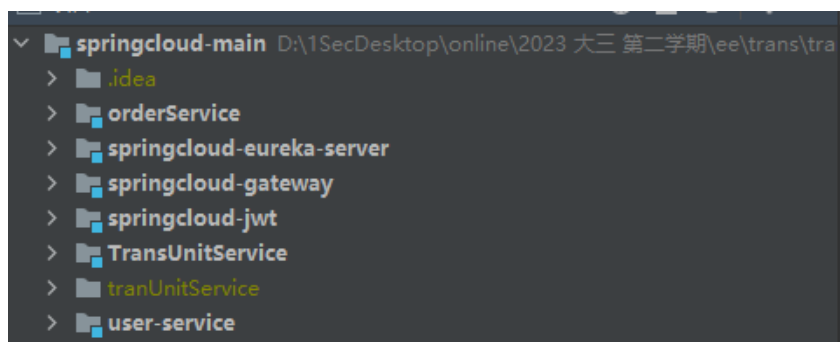 springcloud-main D:\1SecDesktop\online\2023 大三 第二学期\ee\trans\tra
.idea
orderService
springcloud-eureka-server
springcloud-gateway
springcloud-jwt
TransUnitService
tranUnitService
user-service